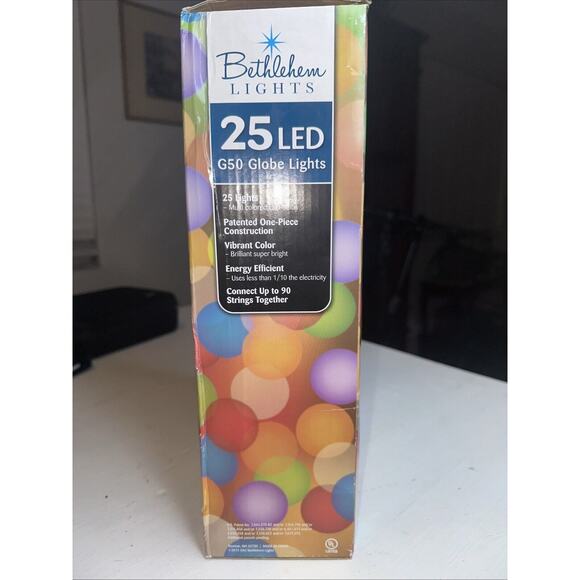 Bethlehem
LIGHTS
25 LED
G50 Globe Lights
25 Lights
Patented One-Piece
Construction
Vibrant Color
– Brilliant super bright
Energy Efficient
– Uses less than 1/10 the electricity
Connect Up to 90
Strings Together